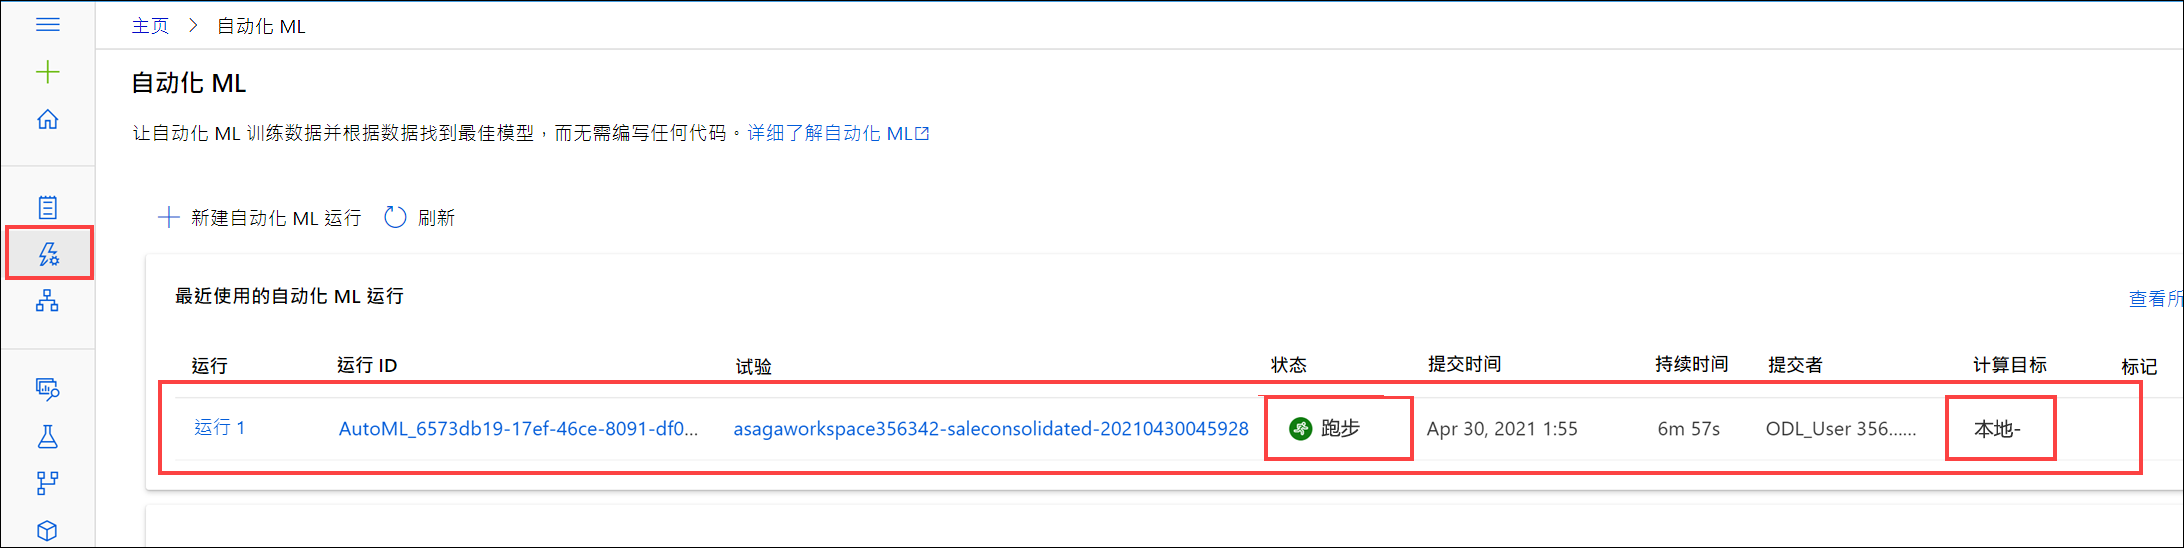 主页 > 自动化 ML
自动化 ML
让自动化 ML 训练数据并根据数据找到最佳模型，而无需编写任何代码。详细了解自动化 ML
新建自动化 ML 运行 刷新
最近使用的自动化 ML 运行 查看所
运行 运行 ID 试验 状态 提交时间 持续时间 提交者 计算目标 标记
运行 1 AutoML_6573db19-17ef-46ce-8091-df0... asagaworkspace356342-saleconsolidated-20210430045928 跑步 Apr 30, 2021 1:55 6m 57s ODL_User 356...... 本地-